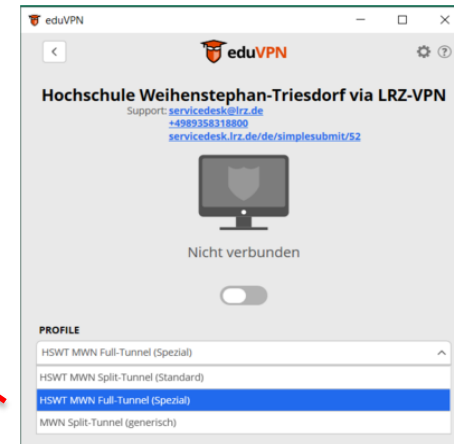 eduVPN
eduVPN
Hochschule Weihenstephan-Triesdorf via LRZ-VPN
Support: servicedesk@lrz.de
+4989358318800
servicedesk.lrz.de/de/simplesubmit/52
Nicht verbunden
PROFILE
HSWT MWN Full-Tunnel (Spezial)
HSWT MWN Split-Tunnel (Standard)
HSWT MWN Full-Tunnel (Spezial)
MWN Split-Tunnel (generisch)